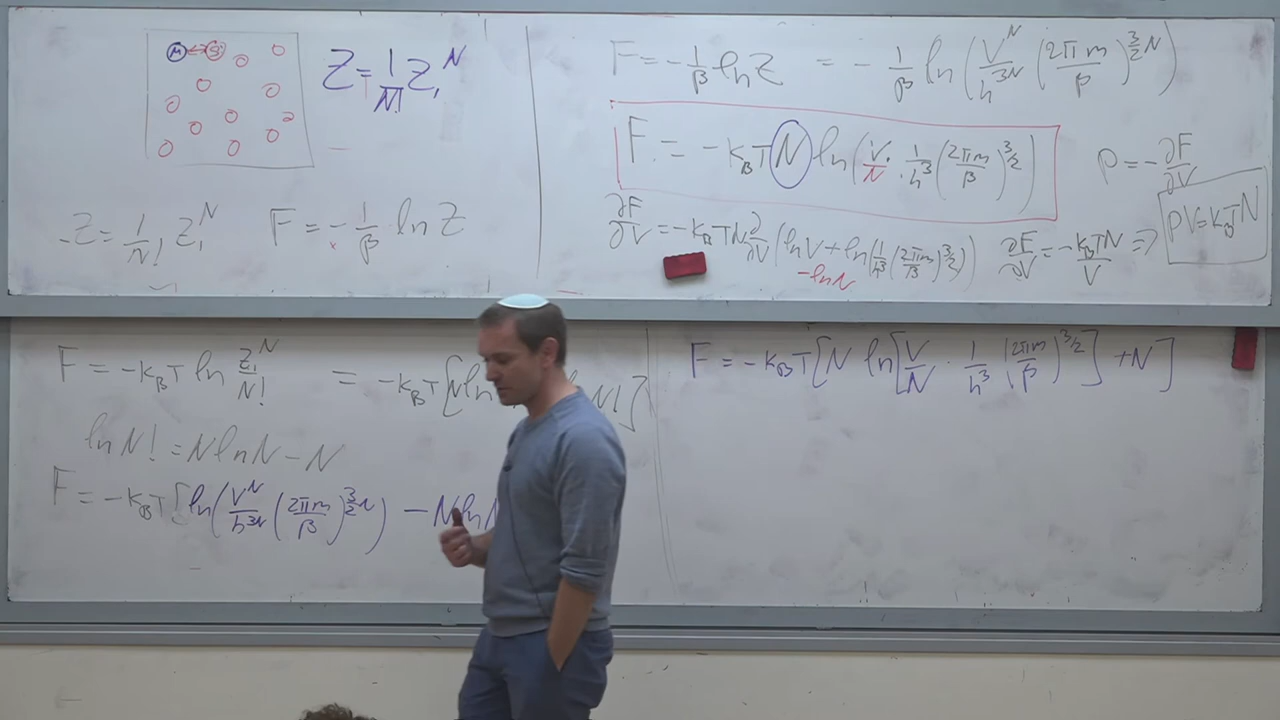 Z = 1/N! Z₁^N
-Z = 1/N! Z₁^N
F = -1/β ln Z
F = -1/β ln Z = -1/β ln(V^N/h^3N (2πm/β)^(3/2 N))
F = -k_B T N ln(V/N · 1/h³ (2πm/β)^(3/2))
P = -∂F/∂V
∂F/∂V = -k_B T N ∂/∂V (ln V + ln(1/h³ (2πm/β)^(3/2)))
-ln N
∂F/∂V = -k_B T N/V ⇒
PV = k_B T N
F = -k_B T ln Z₁^N/N! = -k_B T [N ln N!]
ln N! = N ln N - N
F = -k_B T [ln(V^N/h^3N (2πm/β)^(3/2 N)) - N ln
F = -k_B T [N ln[V/N · 1/h³ (2πm/β)^(3/2)] + N]